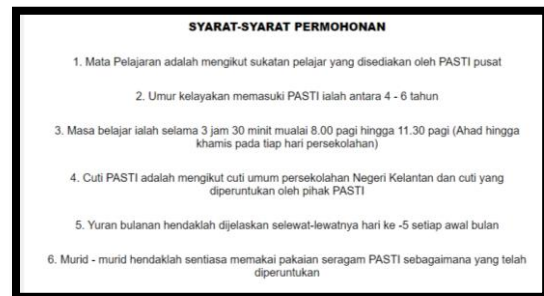 SYARAT-SYARAT PERMOHONAN
1. Mata Pelajaran adalah mengikut sukatan pelajar yang disediakan oleh PASTI pusat
2. Umur kelayakan memasuki PASTI ialah antara 4 - 6 tahun
3. Masa belajar ialah selama 3 jam 30 minit mualai 8.00 pagi hingga 11.30 pagi (Ahad hingga
khamis pada tiap hari persekolahan)
4. Cuti PASTI adalah mengikut cuti umum persekolahan Negeri Kelantan dan cuti yang
diperuntukan oleh pihak PASTI
5. Yuran bulanan hendaklah dijelaskan selewat-lewatnya hari ke -5 setiap awal bulan
6. Murid - murid hendaklah sentiasa memakai pakaian seragam PASTI sebagaimana yang telah
diperuntukan